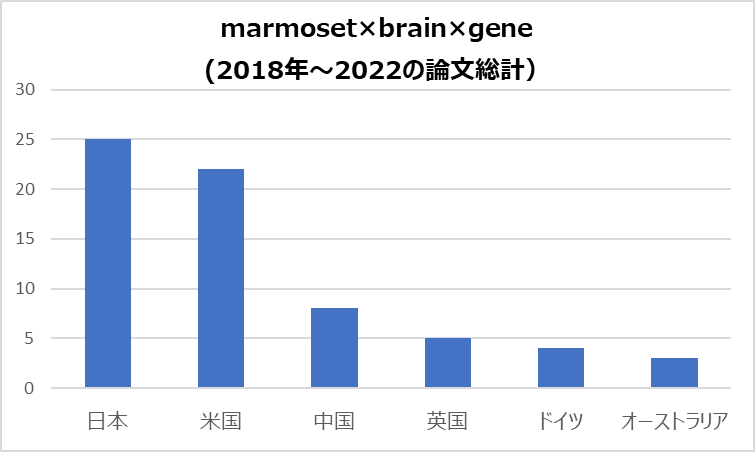 marmoset×brain×gene
(2018年～2022の論文総計）
30
25
20
15
10
5
0
日本 米国 中国 英国 ドイツ オーストラリア